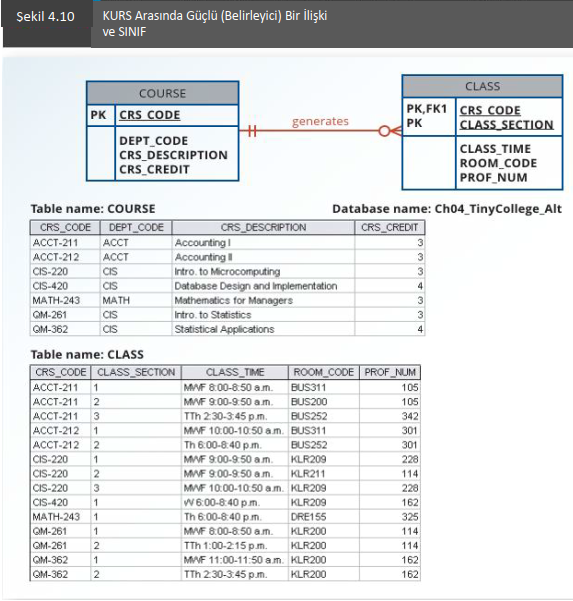 Şekil 4.10
KURS Arasında Güçlü (Belirleyici) Bir İlişki
ve SINIF
COURSE
PK CRS_CODE
DEPT_CODE
CRS_DESCRIPTION
CRS_CREDIT
generates
CLASS
PK,FK1 CRS_CODE
PK CLASS_SECTION
CLASS_TIME
ROOM_CODE
PROF_NUM
Table name: COURSE Database name: Ch04_TinyCollege_Alt
CRS_CODE DEPT_CODE CRS_DESCRIPTION CRS_CREDIT
ACCT-211 ACCT Accounting I 3
ACCT-212 ACCT Accounting II 3
CIS-220 CIS Intro. to Microcomputing 3
CIS-420 CIS Database Design and Implementation 4
MATH-243 MATH Mathematics for Managers 3
QM-261 CIS Intro. to Statistics 3
QM-362 CIS Statistical Applications 4
Table name: CLASS
CRS_CODE CLASS_SECTION CLASS_TIME ROOM_CODE PROF_NUM
ACCT-211 1 MWF 8:00-8:50 a.m. BUS311 105
ACCT-211 2 MWF 9:00-9:50 a.m. BUS200 105
ACCT-211 3 TTh 2:30-3:45 p.m. BUS252 342
ACCT-212 1 MWF 10:00-10:50 a.m. BUS311 301
ACCT-212 2 Th 6:00-8:40 p.m. BUS252 301
CIS-220 1 MWF 9:00-9:50 a.m. KLR209 228
CIS-220 2 MWF 9:00-9:50 a.m. KLR211 114
CIS-220 3 MWF 10:00-10:50 a.m. KLR209 228
CIS-420 1 W 6:00-8:40 p.m. KLR209 162
MATH-243 1 Th 6:00-8:40 p.m. DRE155 325
QM-261 1 MWF 8:00-8:50 a.m. KLR200 114
QM-261 2 TTh 1:00-2:15 p.m. KLR200 114
QM-362 1 MWF 11:00-11:50 a.m. KLR200 162
QM-362 2 TTh 2:30-3:45 p.m. KLR200 162